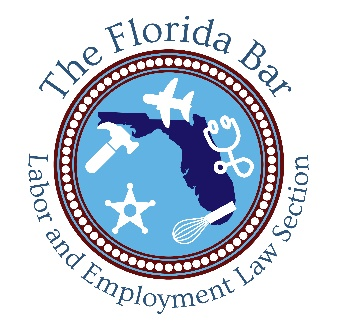 The Florida Bar
Labor and Employment Law Section